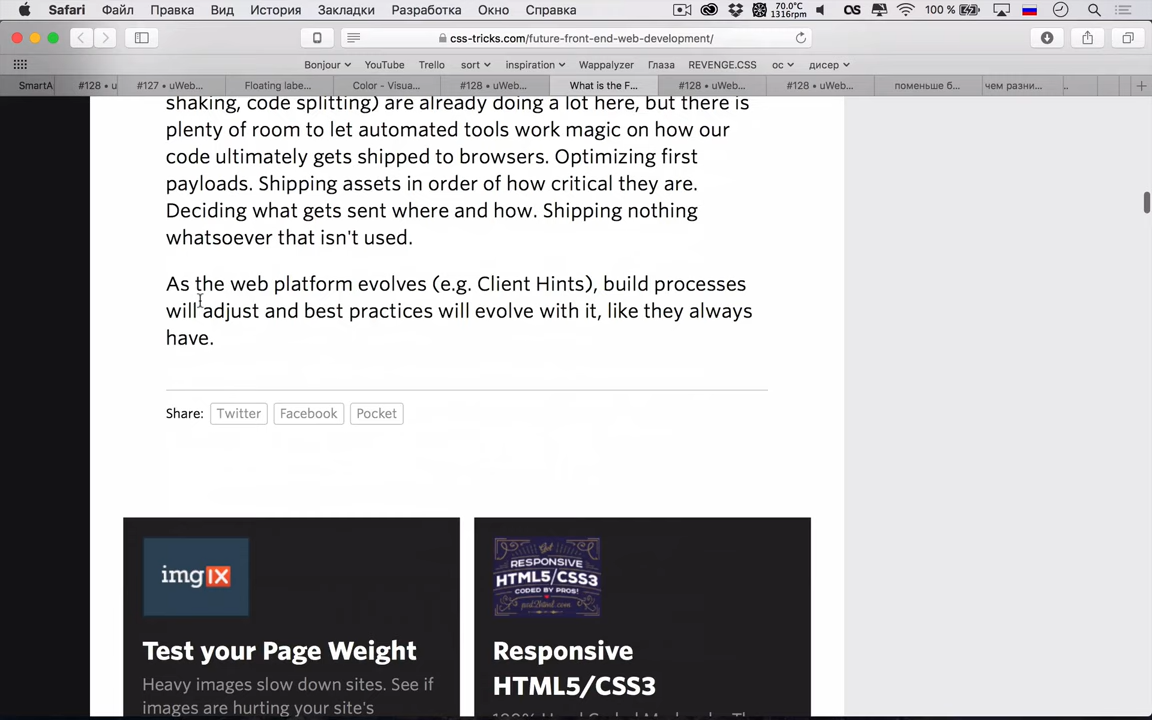 Safari Файл Правка Вид История Закладки Разработка Окно Справка 70.0°C 1316rpm 100 %
css-tricks.com/future-front-end-web-development/
Bonjour YouTube Trello sort inspiration Wappalyzer Глаза REVENGE.CSS ос дисер
SmartA #128 • u #127 • uWeb... Floating labe... Color - Visua... #128 • uWeb... What is the F... #128 • uWeb... #128 • uWeb... поменьше б... чем разни... ..
shaking, code splitting) are already doing a lot here, but there is
plenty of room to let automated tools work magic on how our
code ultimately gets shipped to browsers. Optimizing first
payloads. Shipping assets in order of how critical they are.
Deciding what gets sent where and how. Shipping nothing
whatsoever that isn't used.
As the web platform evolves (e.g. Client Hints), build processes
will adjust and best practices will evolve with it, like they always
have.
Share: Twitter Facebook Pocket
imgIX
RESPONSIVE
HTML5/CSS3
CODED BY PROS!
psd2html.com
Test your Page Weight
Responsive
HTML5/CSS3
Heavy images slow down sites. See if
images are hurting your site's